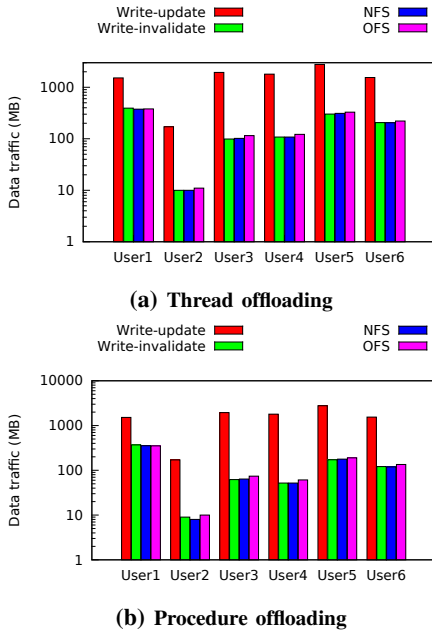 Write-update
Write-invalidate
NFS
OFS
Data traffic (MB)
1000
100
10
1
User1 User2 User3 User4 User5 User6
(a) Thread offloading
Write-update
Write-invalidate
NFS
OFS
Data traffic (MB)
10000
1000
100
10
1
User1 User2 User3 User4 User5 User6
(b) Procedure offloading